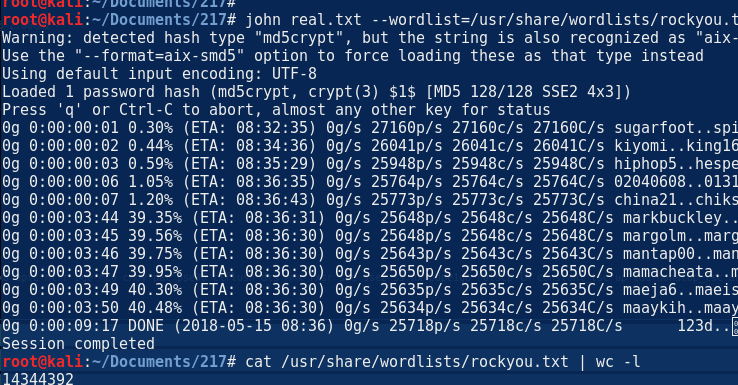 root@kali:~/Documents/217#
root@kali:~/Documents/217# john real.txt --wordlist=/usr/share/wordlists/rockyou.t
Warning: detected hash type "md5crypt", but the string is also recognized as "aix-
Use the "--format=aix-smd5" option to force loading these as that type instead
Using default input encoding: UTF-8
Loaded 1 password hash (md5crypt, crypt(3) $1$ [MD5 128/128 SSE2 4x3])
Press 'q' or Ctrl-C to abort, almost any other key for status
0g 0:00:00:01 0.30% (ETA: 08:32:35) 0g/s 27160p/s 27160c/s 27160C/s sugarfoot..spi
0g 0:00:00:02 0.44% (ETA: 08:34:36) 0g/s 26041p/s 26041c/s 26041C/s kiyomi..king16
0g 0:00:00:03 0.59% (ETA: 08:35:29) 0g/s 25948p/s 25948c/s 25948C/s hiphop5..hespe
0g 0:00:00:06 1.05% (ETA: 08:36:35) 0g/s 25764p/s 25764c/s 25764C/s 02040608..0131
0g 0:00:00:07 1.20% (ETA: 08:36:43) 0g/s 25773p/s 25773c/s 25773C/s china21..chiks
0g 0:00:03:44 39.35% (ETA: 08:36:31) 0g/s 25648p/s 25648c/s 25648C/s markbuckley..
0g 0:00:03:45 39.56% (ETA: 08:36:30) 0g/s 25648p/s 25648c/s 25648C/s margolm..marg
0g 0:00:03:46 39.75% (ETA: 08:36:30) 0g/s 25643p/s 25643c/s 25643C/s mantap00..man
0g 0:00:03:47 39.95% (ETA: 08:36:30) 0g/s 25650p/s 25650c/s 25650C/s mamacheata..m
0g 0:00:03:49 40.30% (ETA: 08:36:30) 0g/s 25635p/s 25635c/s 25635C/s maeja6..maeis
0g 0:00:03:50 40.48% (ETA: 08:36:30) 0g/s 25634p/s 25634c/s 25634C/s maaykih..maay
0g 0:00:09:17 DONE (2018-05-15 08:36) 0g/s 25718p/s 25718c/s 25718C/s 123d..
Session completed
root@kali:~/Documents/217# cat /usr/share/wordlists/rockyou.txt | wc -l
14344392